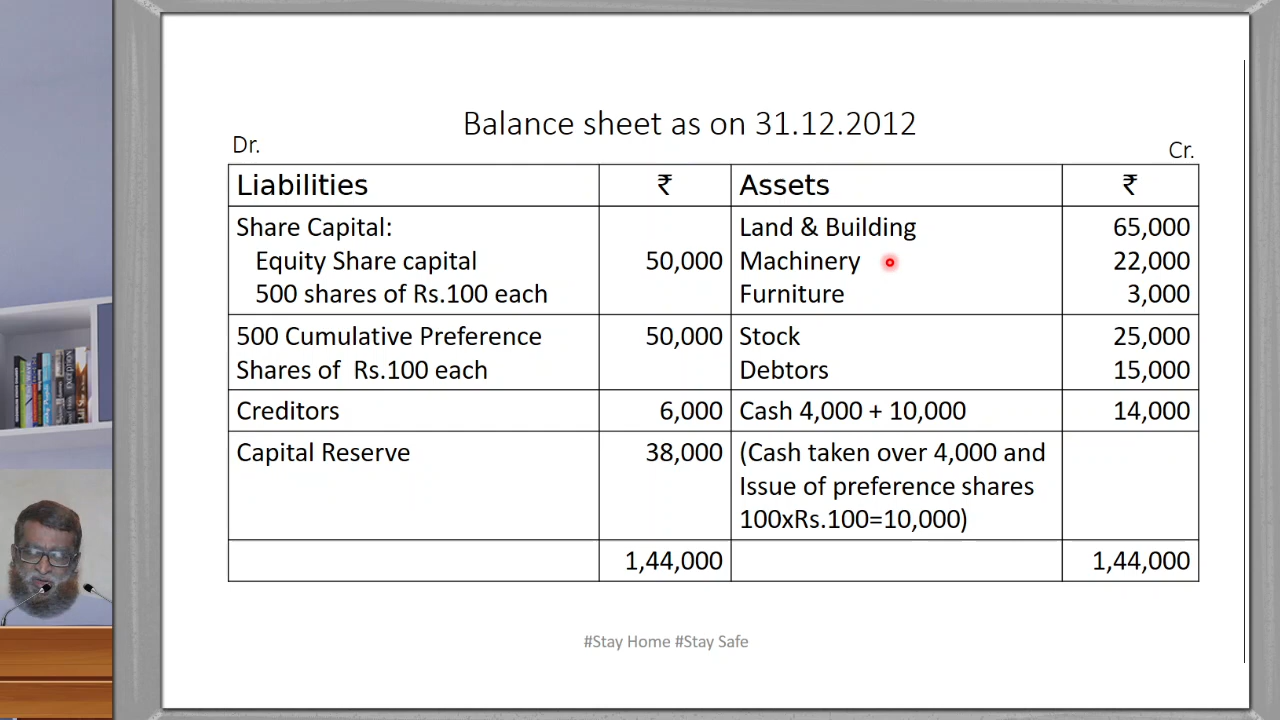 Balance sheet as on 31.12.2012
Dr.
Cr.
Liabilities ₹ Assets ₹
Share Capital: Land & Building 65,000
Equity Share capital 50,000 Machinery 22,000
500 shares of Rs.100 each Furniture 3,000
500 Cumulative Preference 50,000 Stock 25,000
Shares of Rs.100 each Debtors 15,000
Creditors 6,000 Cash 4,000 + 10,000 14,000
Capital Reserve 38,000 (Cash taken over 4,000 and
Issue of preference shares
100xRs.100=10,000)
1,44,000 1,44,000
#Stay Home #Stay Safe